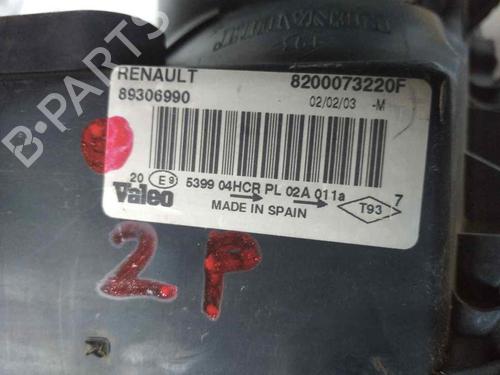 RENAULT 8200073220F
89306990 02/02/03 -M
20 E9 5399 04HCR PL 02A 011a 7
Valeo MADE IN SPAIN T93
2P
B-PARTS